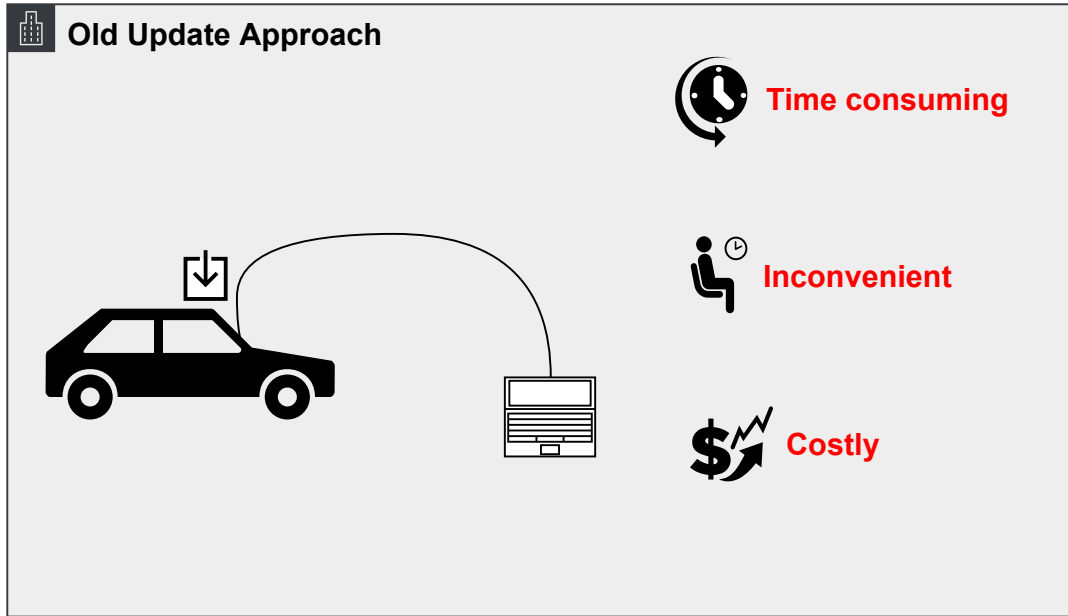 Old Update Approach
Time consuming
Inconvenient
Costly